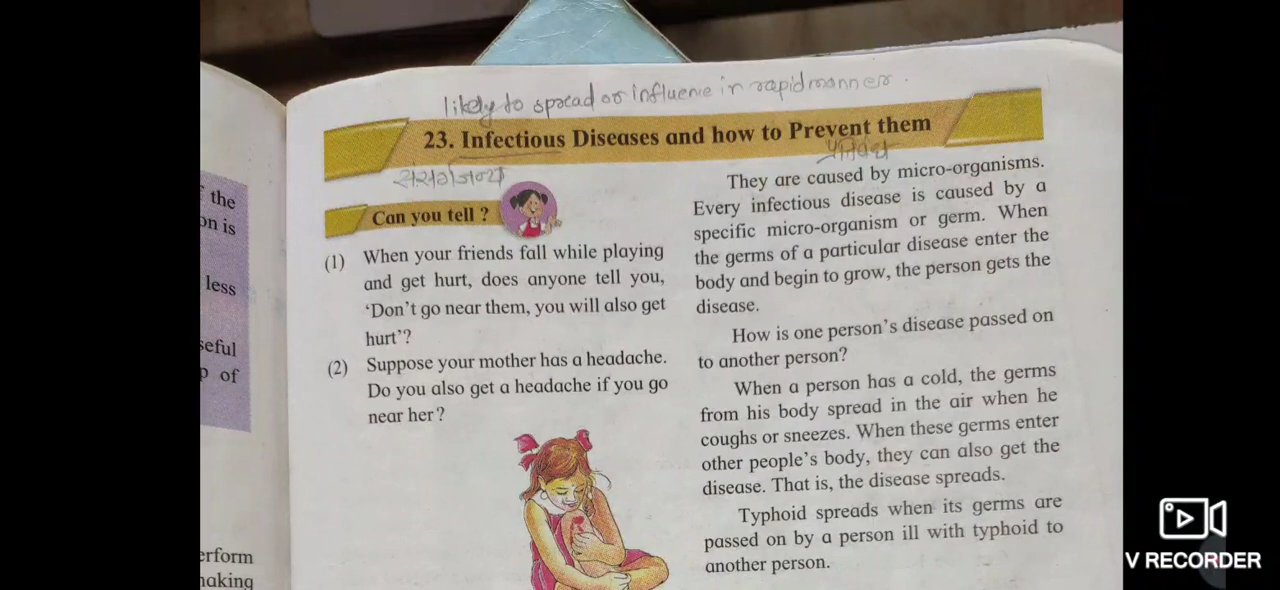 likely to spread or influence in rapid manner.
23. Infectious Diseases and how to Prevent them
संसर्गजन्य
प्रतिबंध
Can you tell ?
(1) When your friends fall while playing
and get hurt, does anyone tell you,
‘Don’t go near them, you will also get
hurt’?
(2) Suppose your mother has a headache.
Do you also get a headache if you go
near her?
They are caused by micro-organisms.
Every infectious disease is caused by a
specific micro-organism or germ. When
the germs of a particular disease enter the
body and begin to grow, the person gets the
disease.
How is one person’s disease passed on
to another person?
When a person has a cold, the germs
from his body spread in the air when he
coughs or sneezes. When these germs enter
other people’s body, they can also get the
disease. That is, the disease spreads.
Typhoid spreads when its germs are
passed on by a person ill with typhoid to
another person.
the
on is
less
seful
p of
erform
naking
V RECORDER